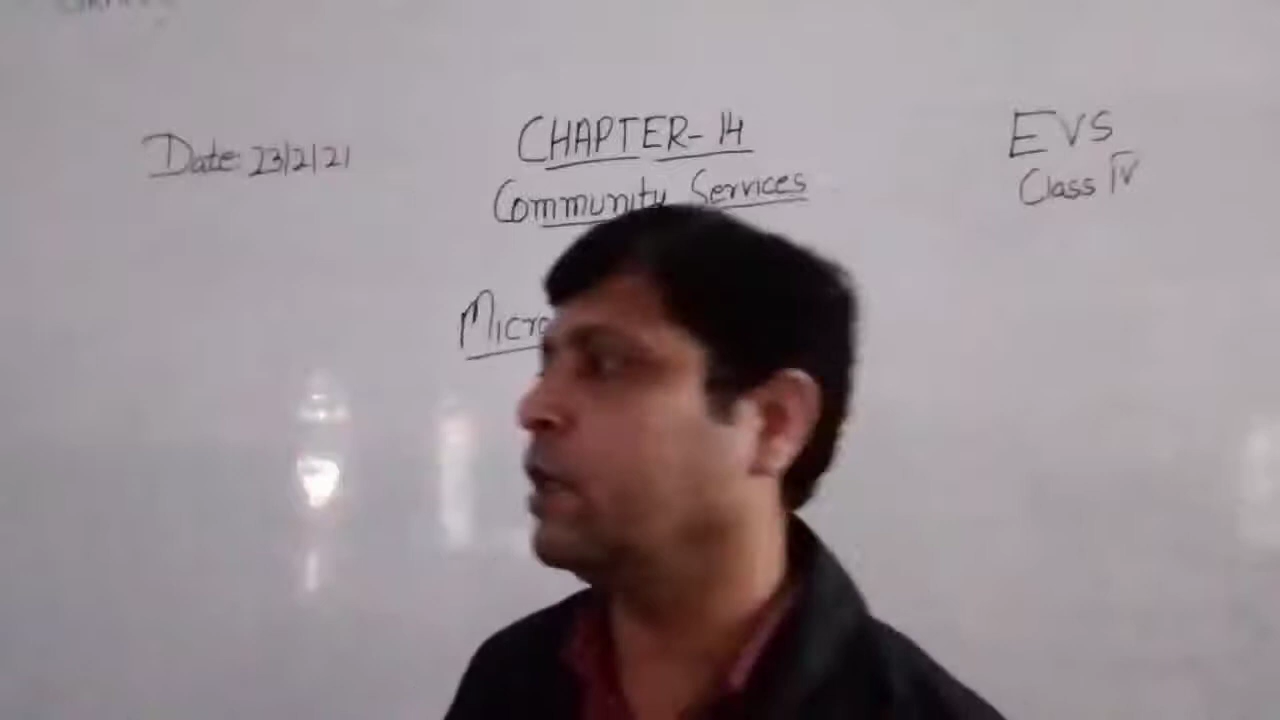 Date: 23/2/21
CHAPTER-14
Community Services
EVS
Class IV
Micro